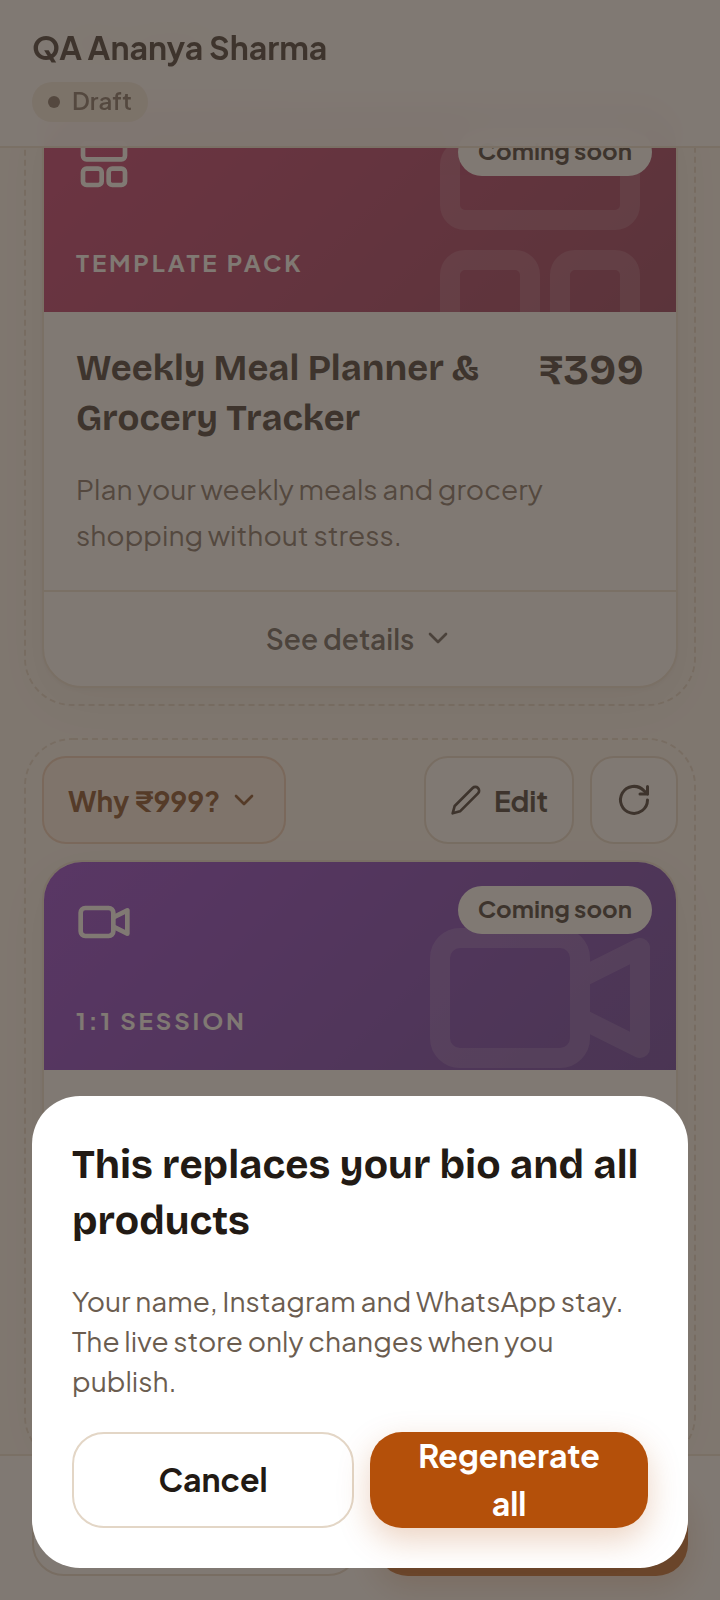 QA Ananya Sharma
Draft
Coming soon
TEMPLATE PACK
Weekly Meal Planner & ₹399
Grocery Tracker
Plan your weekly meals and grocery
shopping without stress.
See details
Why ₹999? Edit
Coming soon
1:1 SESSION
This replaces your bio and all
products
Your name, Instagram and WhatsApp stay.
The live store only changes when you
publish.
Cancel
Regenerate
all